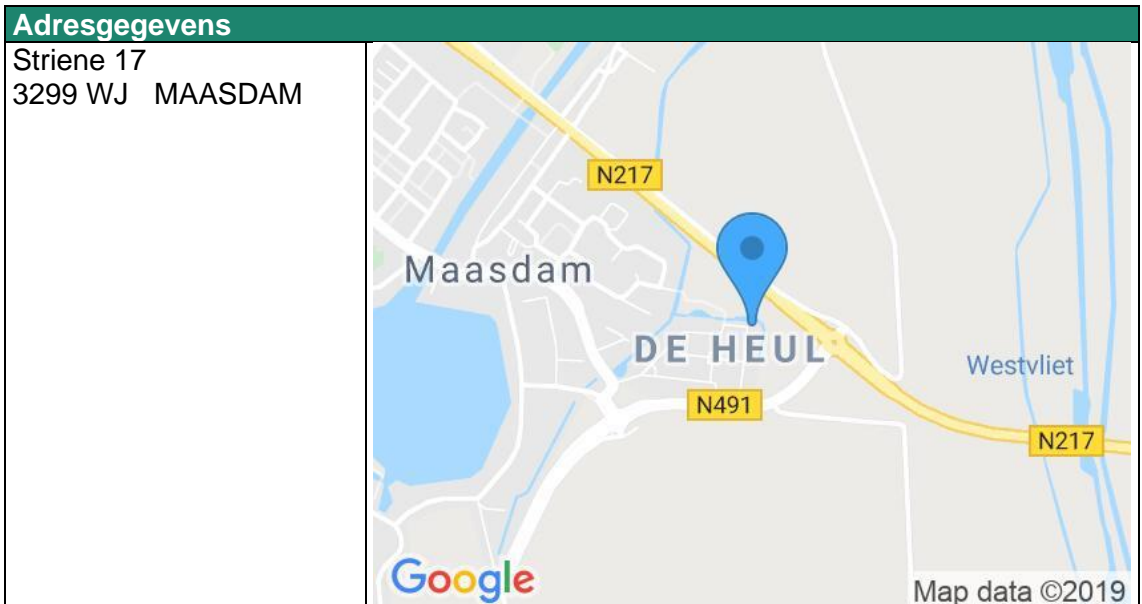 Adresgegevens
Striene 17
3299 WJ MAASDAM
N217
Maasdam
DE HEUL
Westvliet
N491
N217
Google
Map data ©2019